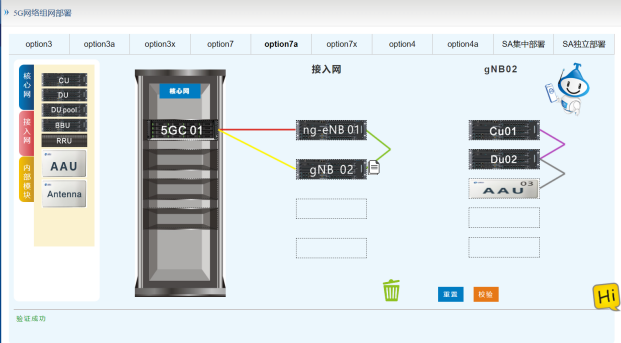 » 5G网络组网部署
option3 option3a option3x option7 option7a option7x option4 option4a SA集中部署 SA独立部署
核心网
接入网
内部模块
CU
DU
DU pool
BBU
RRU
AAU
Antenna
核心网
5GC 01
接入网
ng-eNB 01
gNB 02
gNB02
Cu01
Du02
AAU 03
重置 校验
Hi
验证成功